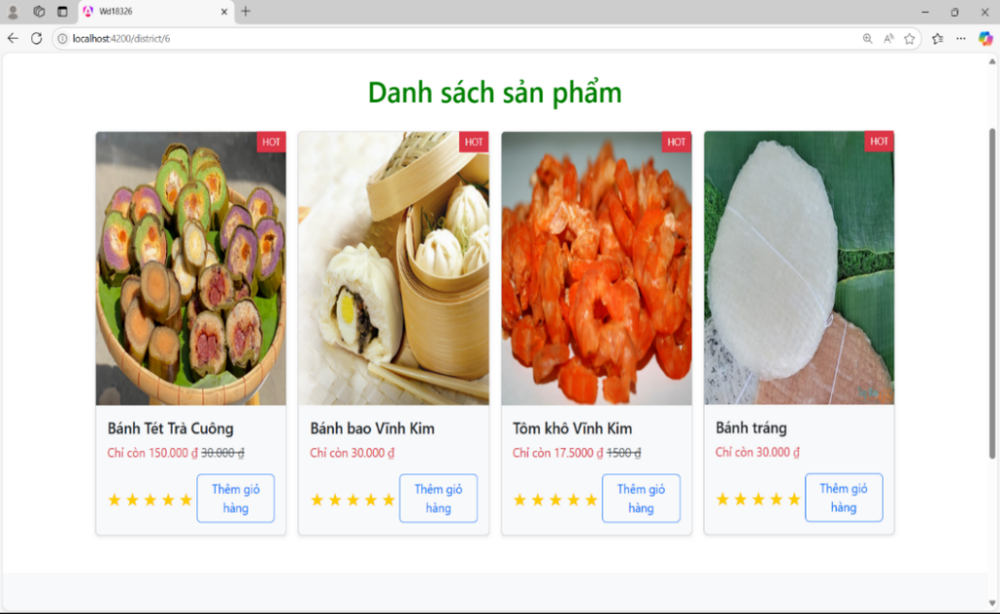 Wd18326
localhost:4200/district/6
Danh sách sản phẩm
HOT
HOT
HOT
HOT
Bánh Tét Trà Cuông
Chỉ còn 150.000 ₫ 30.000 ₫
Thêm giỏ
hàng
Bánh bao Vĩnh Kim
Chỉ còn 30.000 ₫
Thêm giỏ
hàng
Tôm khô Vĩnh Kim
Chỉ còn 17.5000 ₫ 1500 ₫
Thêm giỏ
hàng
Bánh tráng
Chỉ còn 30.000 ₫
Thêm giỏ
hàng